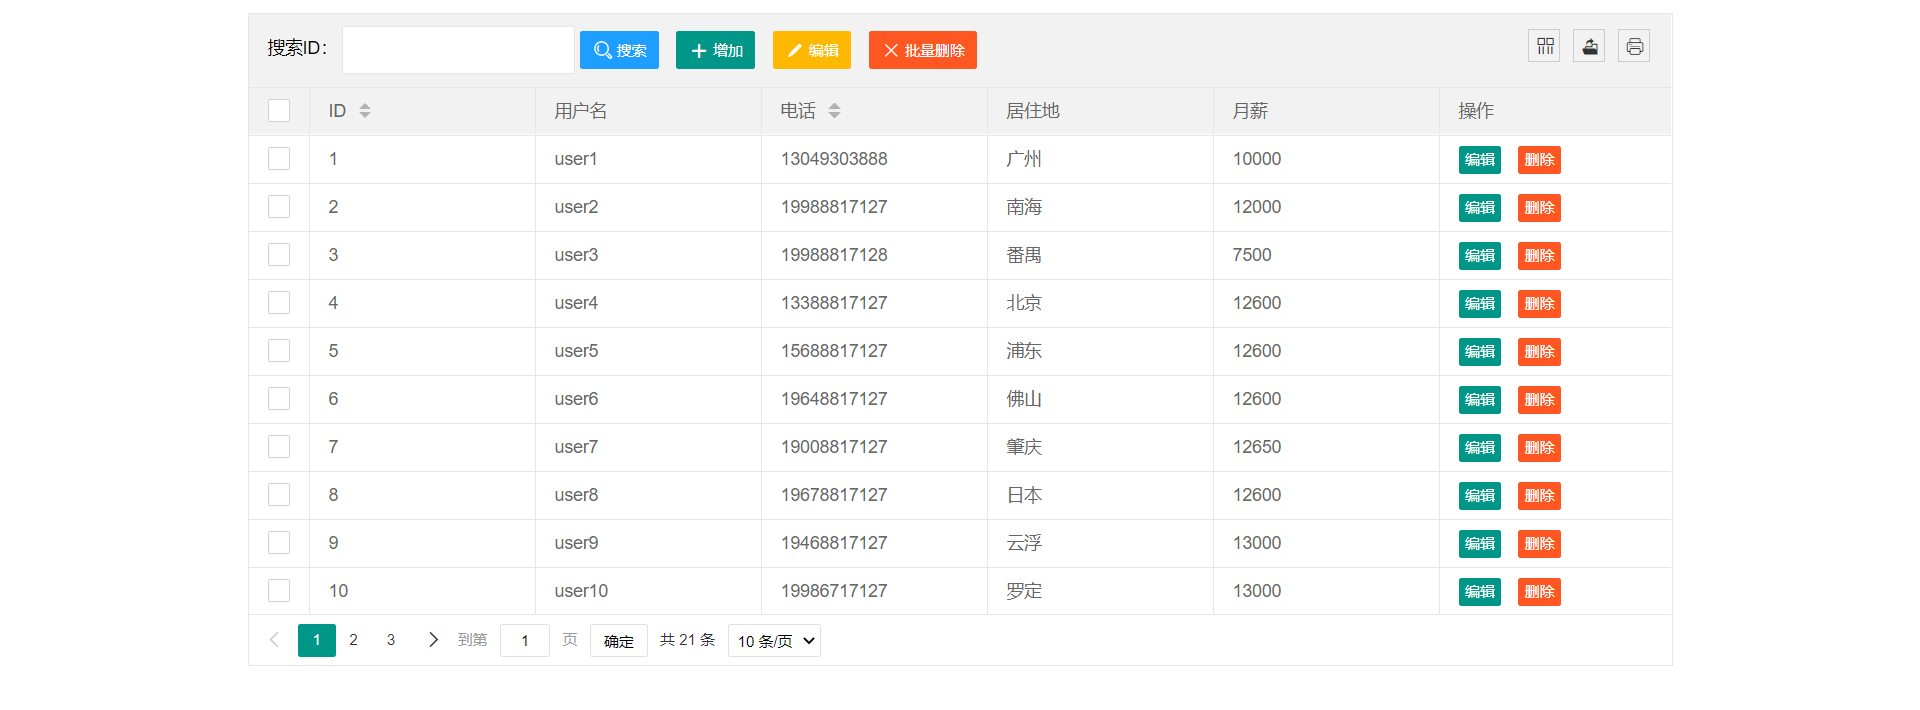 搜索ID： 搜索 增加 编辑 批量删除
ID 用户名 电话 居住地 月薪 操作
1 user1 13049303888 广州 10000 编辑 删除
2 user2 19988817127 南海 12000 编辑 删除
3 user3 19988817128 番禺 7500 编辑 删除
4 user4 13388817127 北京 12600 编辑 删除
5 user5 15688817127 浦东 12600 编辑 删除
6 user6 19648817127 佛山 12600 编辑 删除
7 user7 19008817127 肇庆 12650 编辑 删除
8 user8 19678817127 日本 12600 编辑 删除
9 user9 19468817127 云浮 13000 编辑 删除
10 user10 19986717127 罗定 13000 编辑 删除
1 2 3 到第 1 页 确定 共 21 条 10 条/页